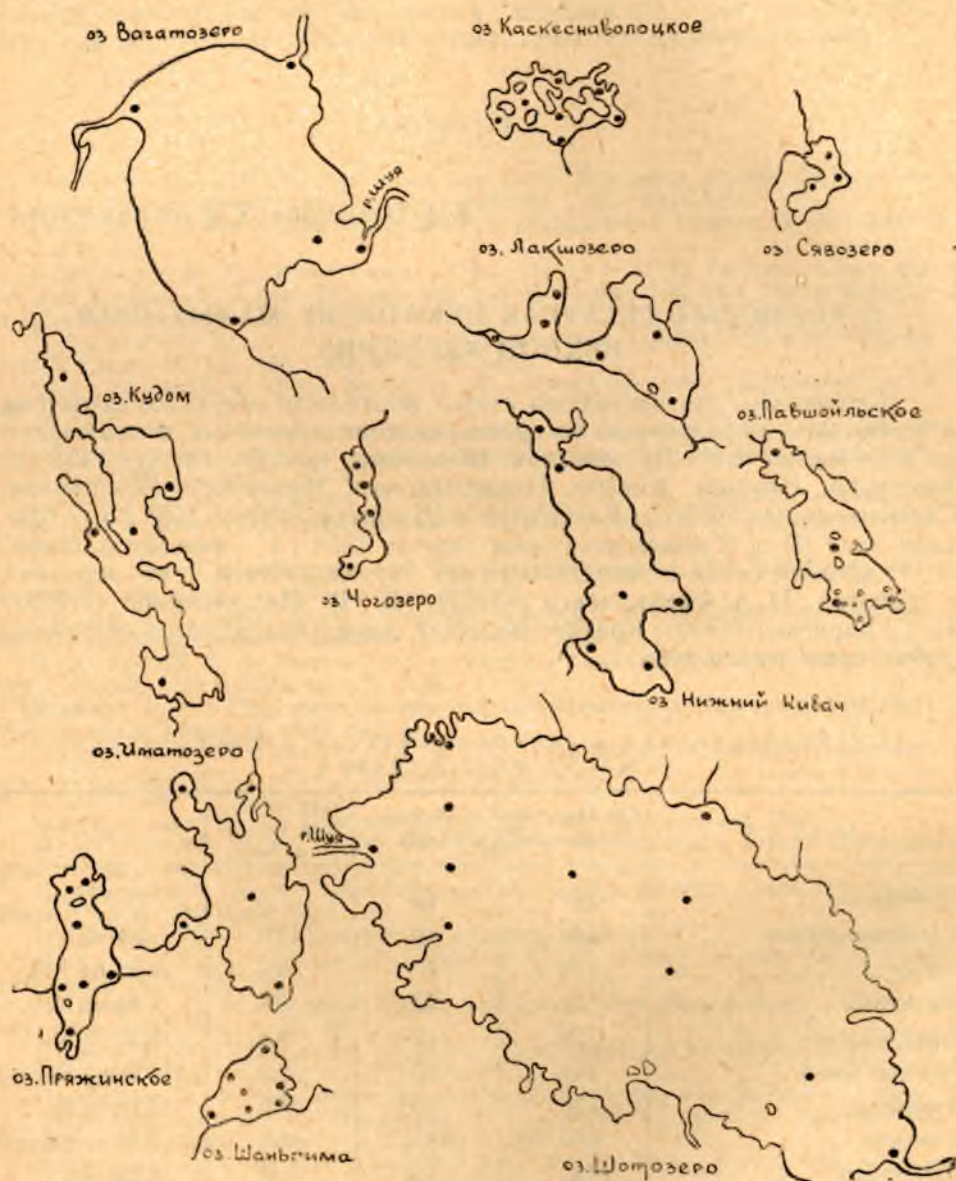 оз Вагатозеро
оз Каскеснаволоцкое
р.Шуя
оз. Лакшозеро
оз Сявозеро
оз.Кудом
оз.Павшойльское
оз Чогозеро
оз Нижний Кивач
оз.Иматозеро
р.Шуя
оз.Пряжинское
оз.Шаньгима
оз.Шотозеро